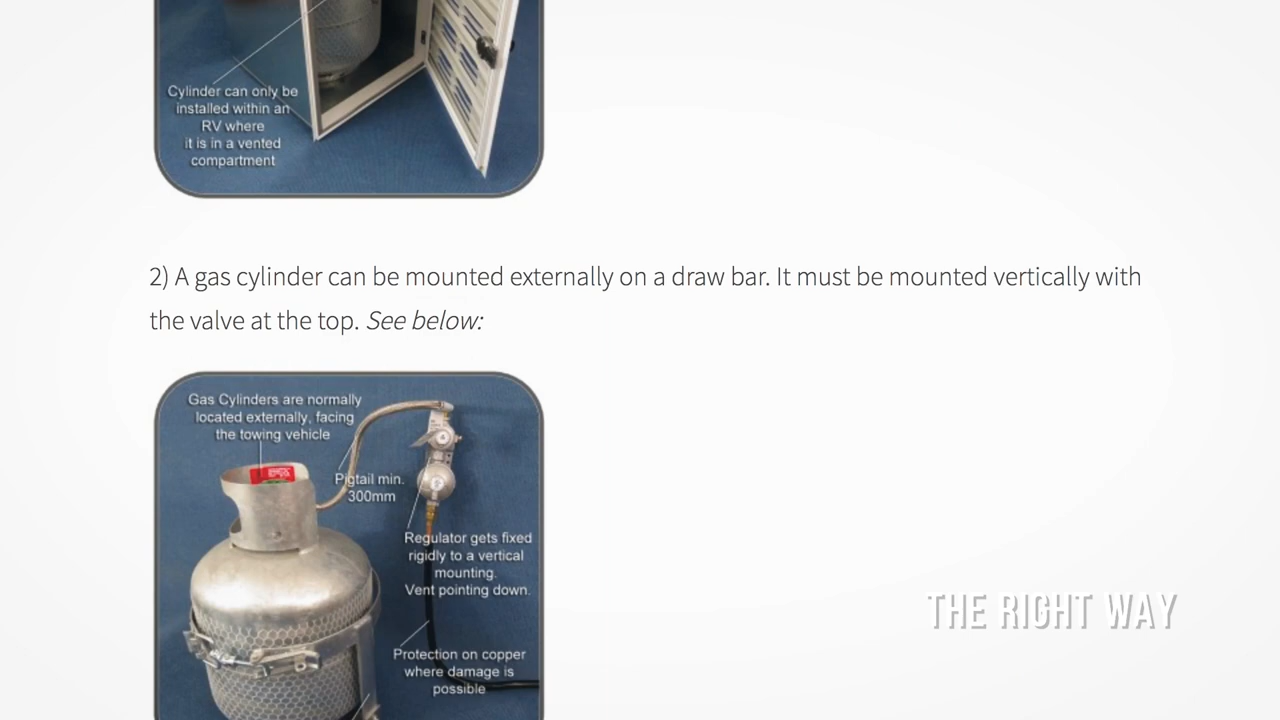 Cylinder can only be
installed within an
RV where
it is in a vented
compartment
2) A gas cylinder can be mounted externally on a draw bar. It must be mounted vertically with
the valve at the top. See below:
Gas Cylinders are normally
located externally, facing
the towing vehicle
Pigtail min.
300mm
Regulator gets fixed
rigidly to a vertical
mounting.
Vent pointing down.
Protection on copper
where damage is
possible
THE RIGHT WAY